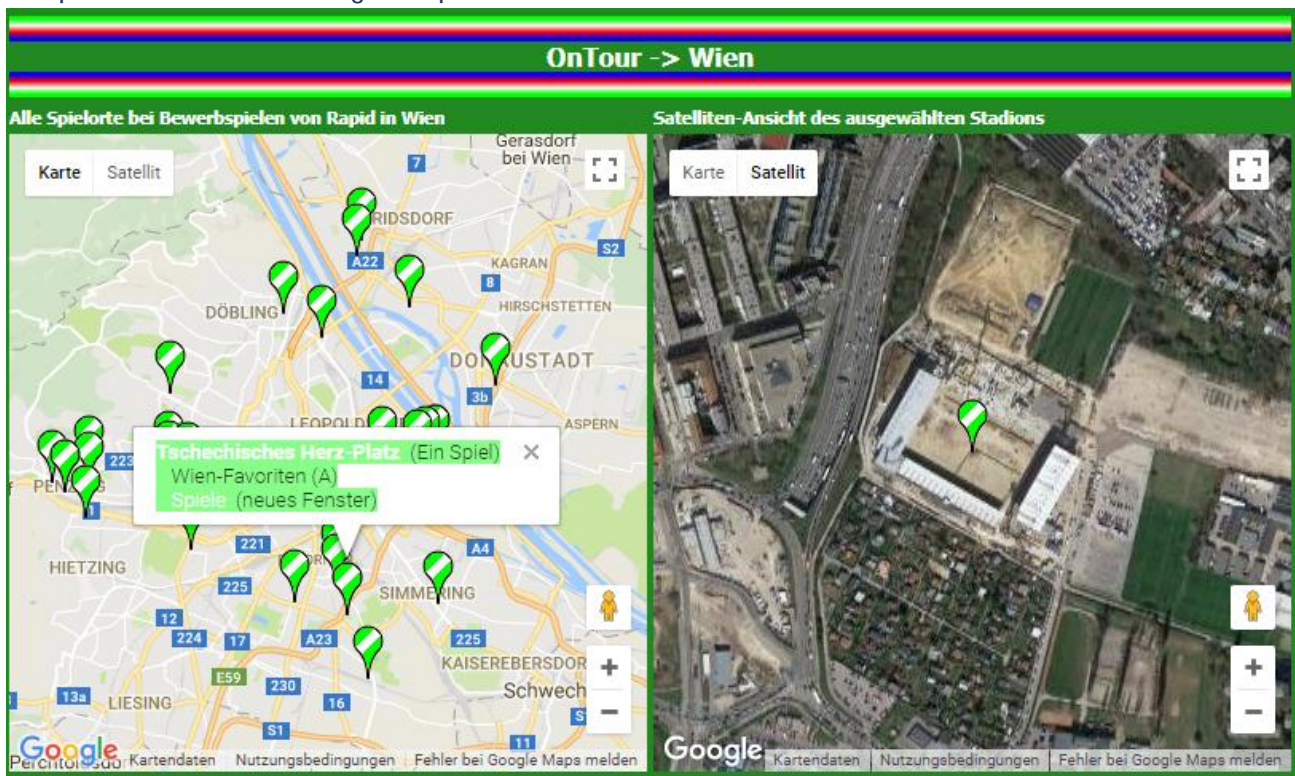 OnTour -> Wien
Alle Spielorte bei Bewerbspielen von Rapid in Wien
Satelliten-Ansicht des ausgewählten Stadions
Karte Satellit
Gerasdorf
bei Wien
7
RIDSDORF
S2
A22
KAGRAN
8
DÖBLING
HIRSCHSTETTEN
DO
AUSTADT
14
3b
LEOPOLD
ASPERN
223
Tschechisches Herz-Platz (Ein Spiel)
Wien-Favoriten (A)
Spiele (neues Fenster)
PENZING
1
221
A4
HIETZING
225
SIMMERING
12
224 17 A23 225
KAISEREBERSDOR
E59
230
Schwech
13a LIESING
16
S1
11
Google
Kartendaten Nutzungsbedingungen Fehler bei Google Maps melden
Karte Satellit
Google
Kartendaten Nutzungsbedingungen Fehler bei Google Maps melden